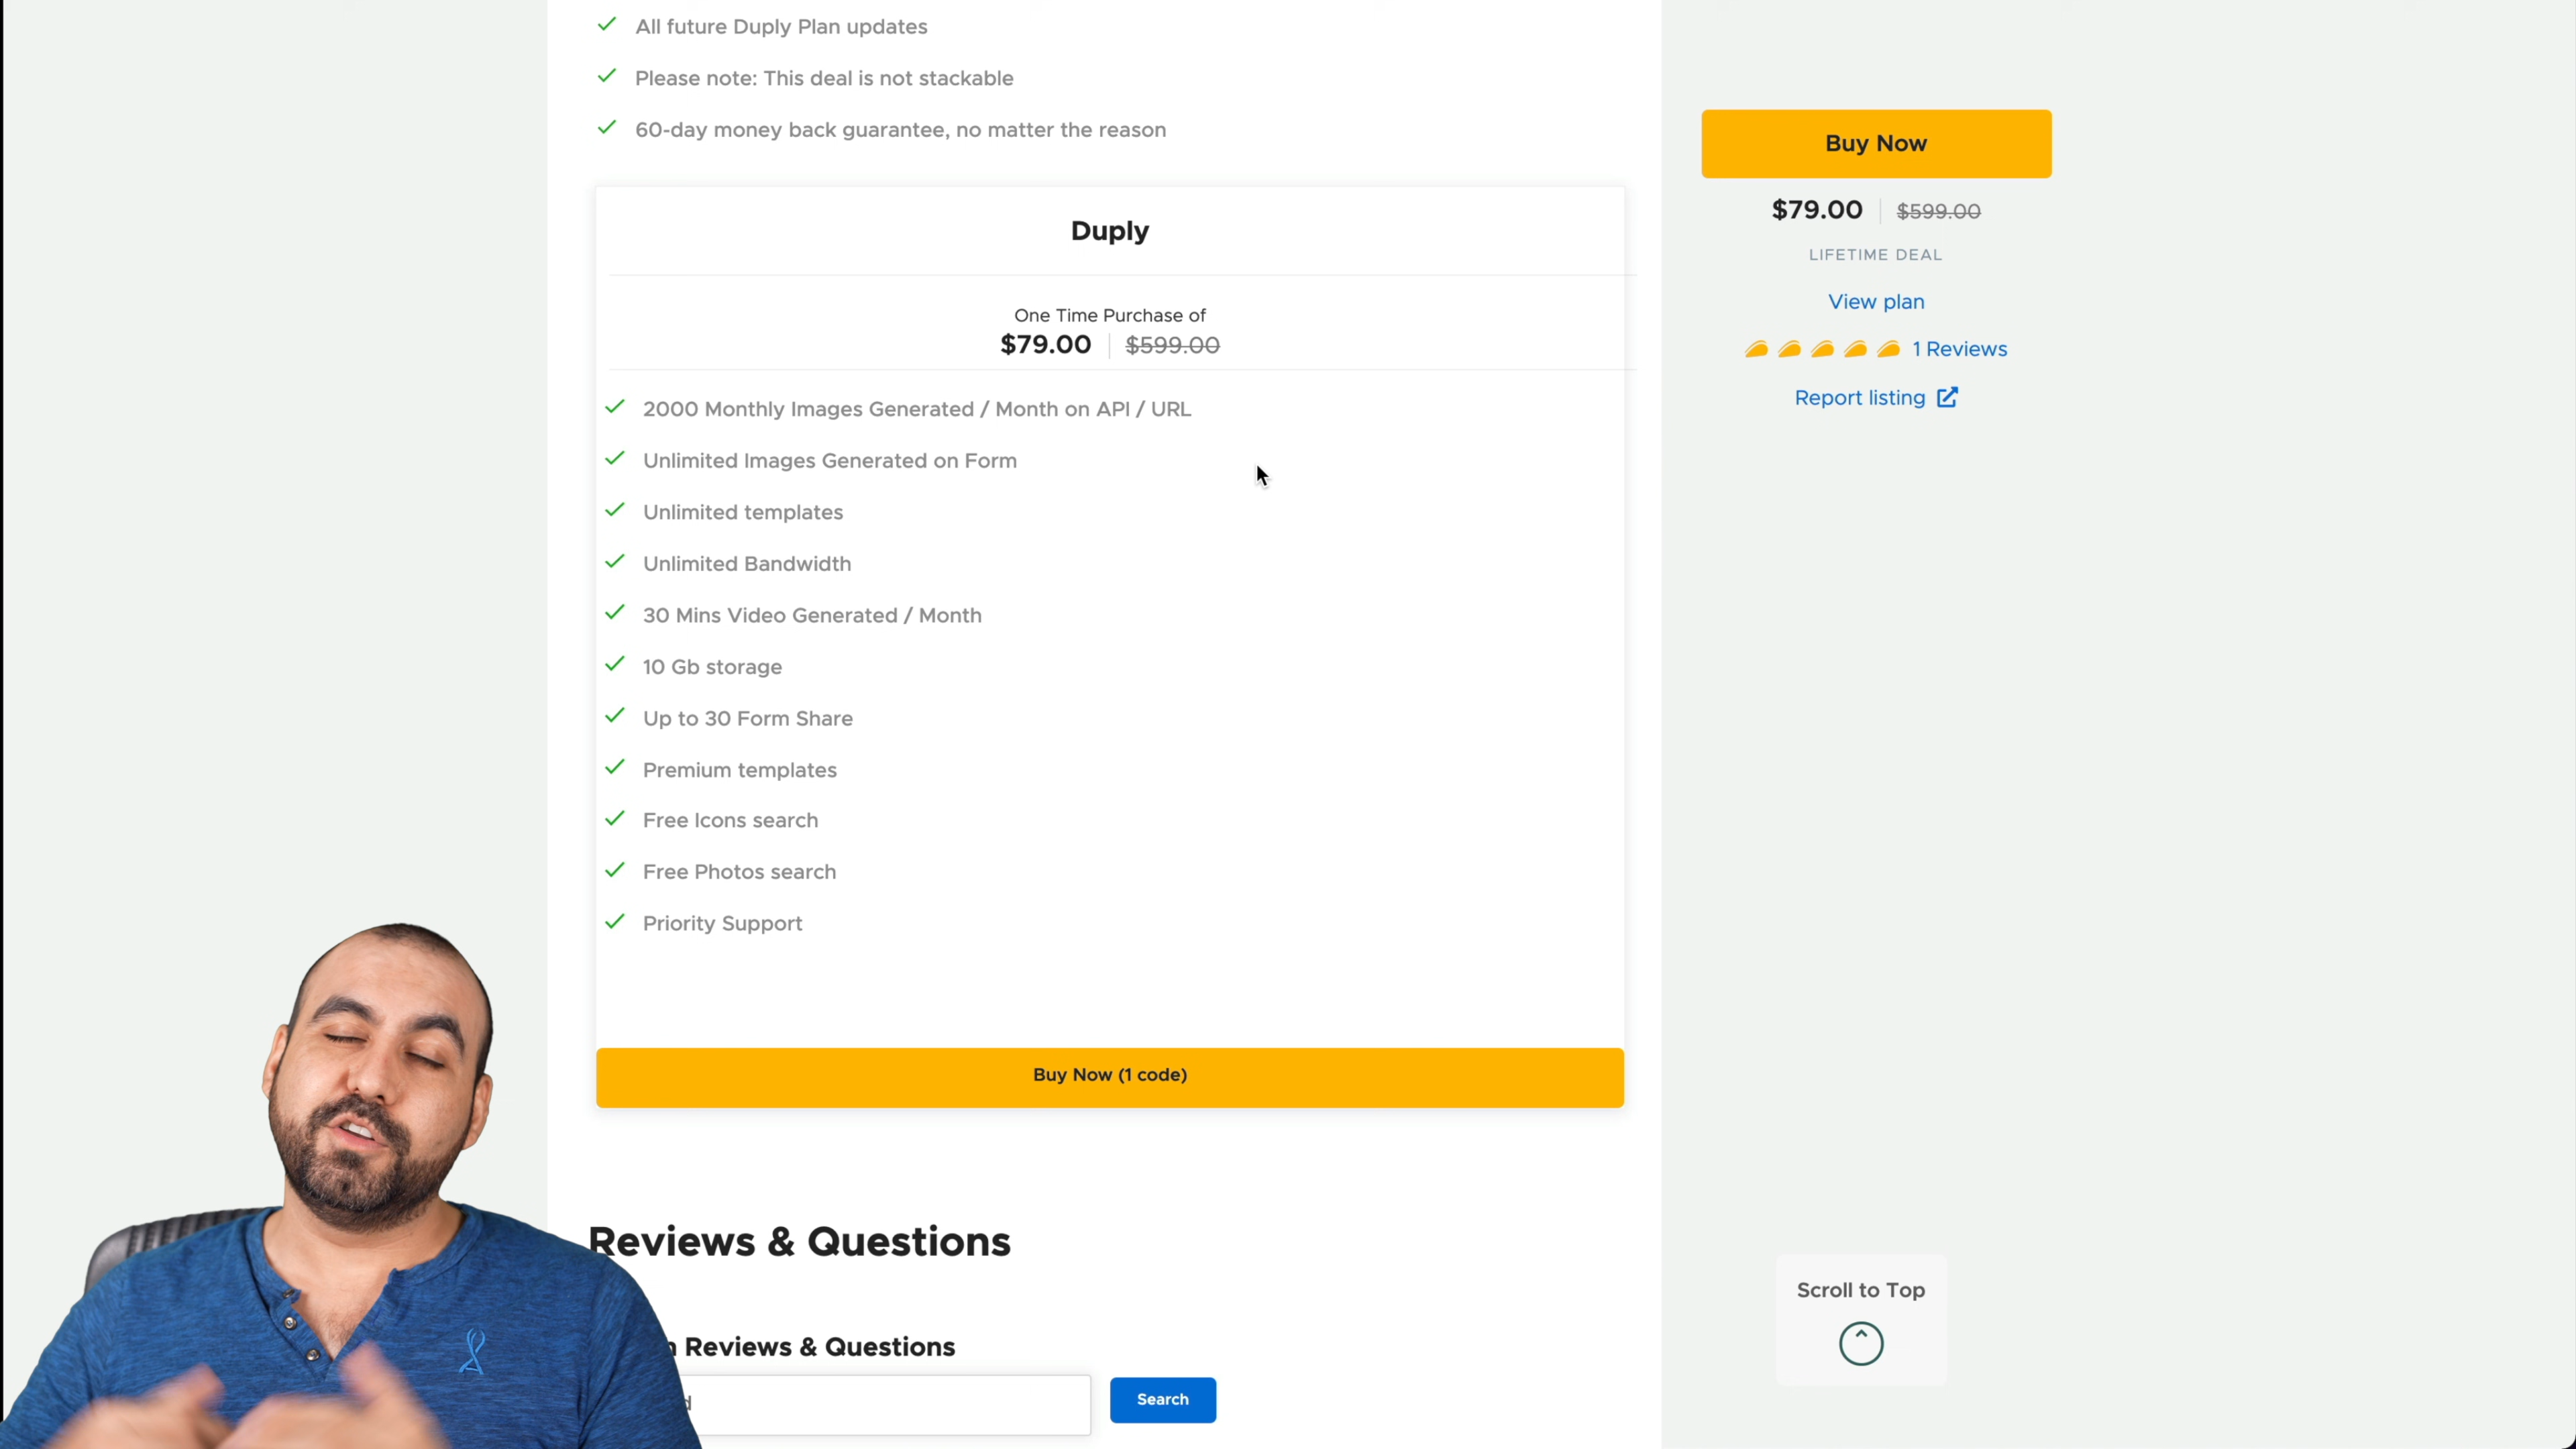 All future Duply Plan updates
Please note: This deal is not stackable
60-day money back guarantee, no matter the reason
Duply
One Time Purchase of
$79.00 $599.00
2000 Monthly Images Generated / Month on API / URL
Unlimited Images Generated on Form
Unlimited templates
Unlimited Bandwidth
30 Mins Video Generated / Month
10 Gb storage
Up to 30 Form Share
Premium templates
Free Icons search
Free Photos search
Priority Support
Buy Now (1 code)
Reviews & Questions
Reviews & Questions
Search
Buy Now
$79.00 $599.00
LIFETIME DEAL
View plan
1 Reviews
Report listing
Scroll to Top